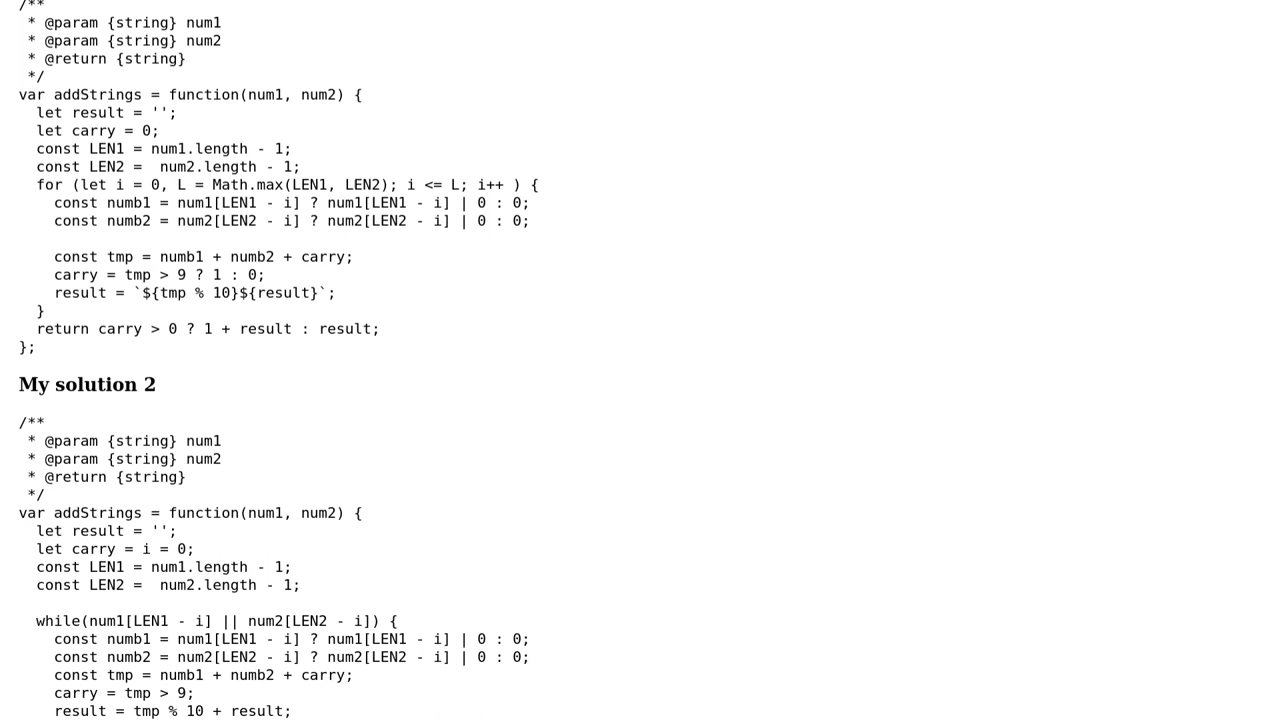 /**
 * @param {string} num1
 * @param {string} num2
 * @return {string}
 */
var addStrings = function(num1, num2) {
  let result = '';
  let carry = 0;
  const LEN1 = num1.length - 1;
  const LEN2 =  num2.length - 1;
  for (let i = 0, L = Math.max(LEN1, LEN2); i <= L; i++ ) {
    const numb1 = num1[LEN1 - i] ? num1[LEN1 - i] | 0 : 0;
    const numb2 = num2[LEN2 - i] ? num2[LEN2 - i] | 0 : 0;

    const tmp = numb1 + numb2 + carry;
    carry = tmp > 9 ? 1 : 0;
    result = `${tmp % 10}${result}`;
  }
  return carry > 0 ? 1 + result : result;
};
My solution 2
/**
 * @param {string} num1
 * @param {string} num2
 * @return {string}
 */
var addStrings = function(num1, num2) {
  let result = '';
  let carry = i = 0;
  const LEN1 = num1.length - 1;
  const LEN2 =  num2.length - 1;

  while(num1[LEN1 - i] || num2[LEN2 - i]) {
    const numb1 = num1[LEN1 - i] ? num1[LEN1 - i] | 0 : 0;
    const numb2 = num2[LEN2 - i] ? num2[LEN2 - i] | 0 : 0;
    const tmp = numb1 + numb2 + carry;
    carry = tmp > 9;
    result = tmp % 10 + result;